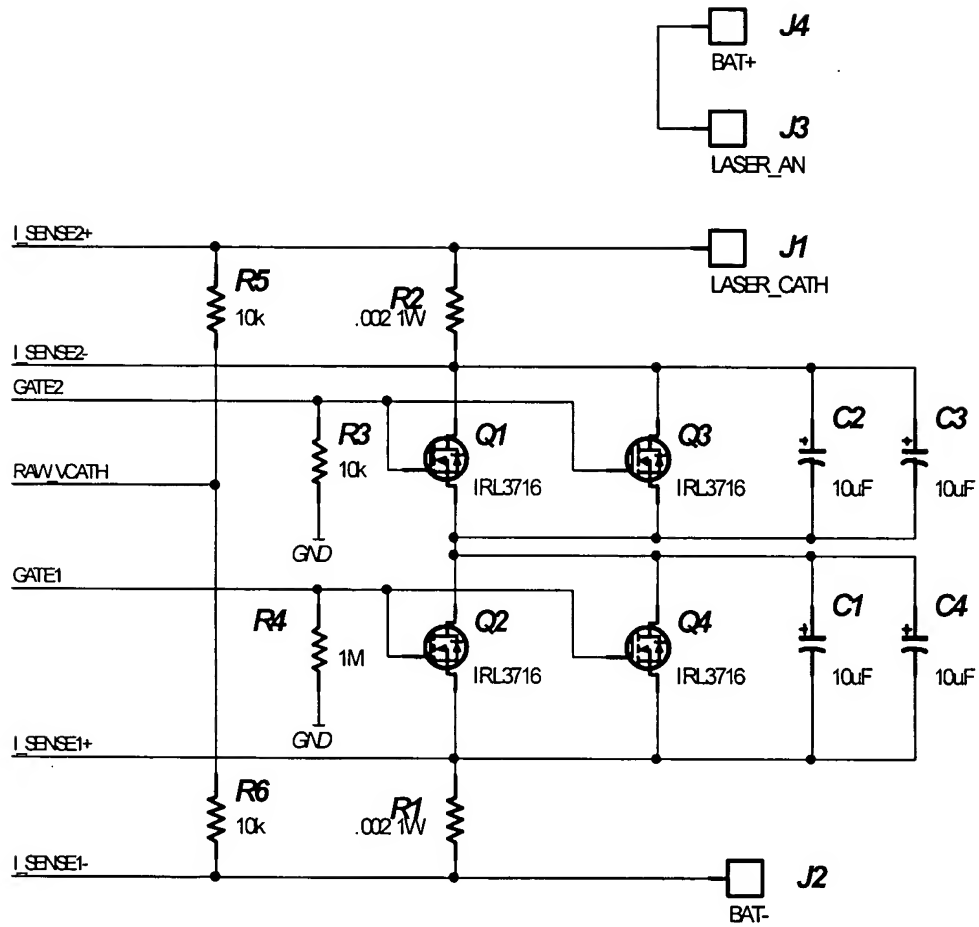 J4
BAT+
J3
LASER_AN
I_SENSE2+
J1
LASER_CATH
R5
10k
R2
.002 1W
I_SENSE2-
GATE2
R3
10k
Q1
IRL3716
Q3
IRL3716
C2
10uF
C3
10uF
RAW_VCATH
GND
GATE1
R4
1M
Q2
IRL3716
Q4
IRL3716
C1
10uF
C4
10uF
GND
I_SENSE1+
R6
10k
R1
.002 1W
I_SENSE1-
J2
BAT-